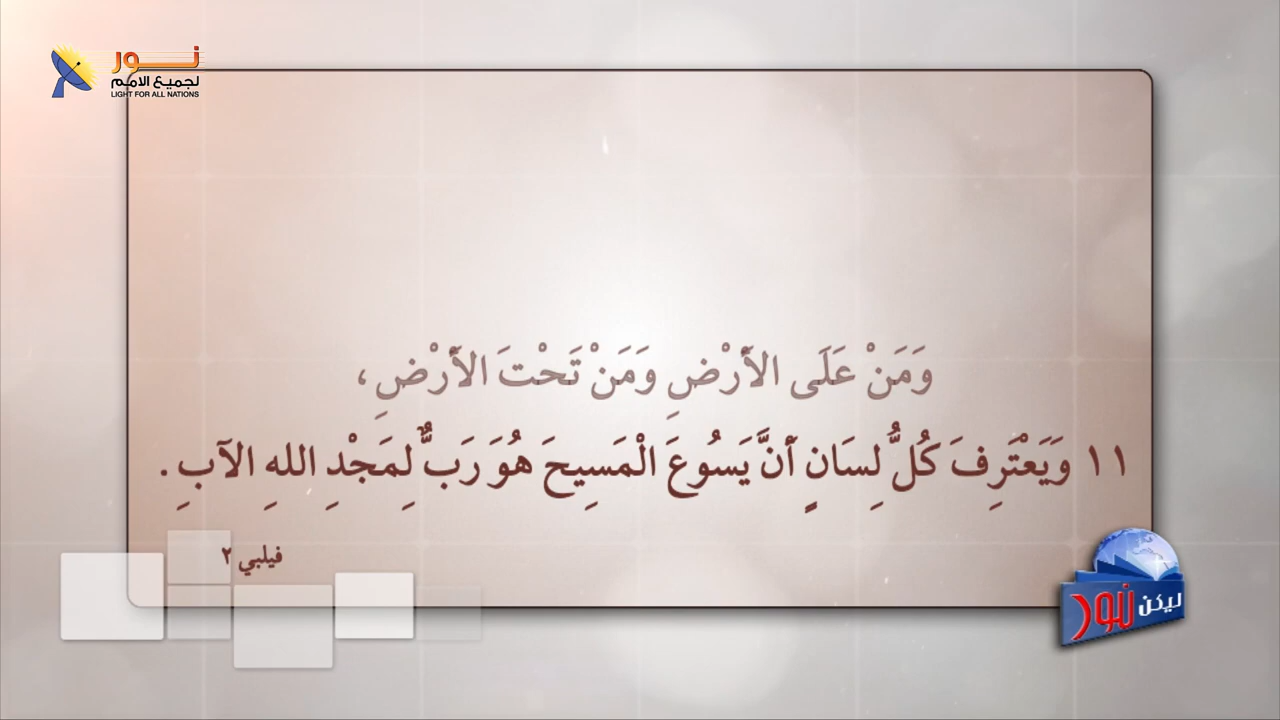 نور
لجميع الامم
LIGHT FOR ALL NATIONS
وَمَنْ عَلَى الأَرْضِ وَمَنْ تَحْتَ الأَرْضِ ،
١١ وَيَعْتَرِفَ كُلُّ لِسَانٍ أَنَّ يَسُوعَ الْمَسِيحَ هُوَ رَبٌّ لِمَجْدِ اللهِ الآبِ .
فيلبي ٢
ليكن نور